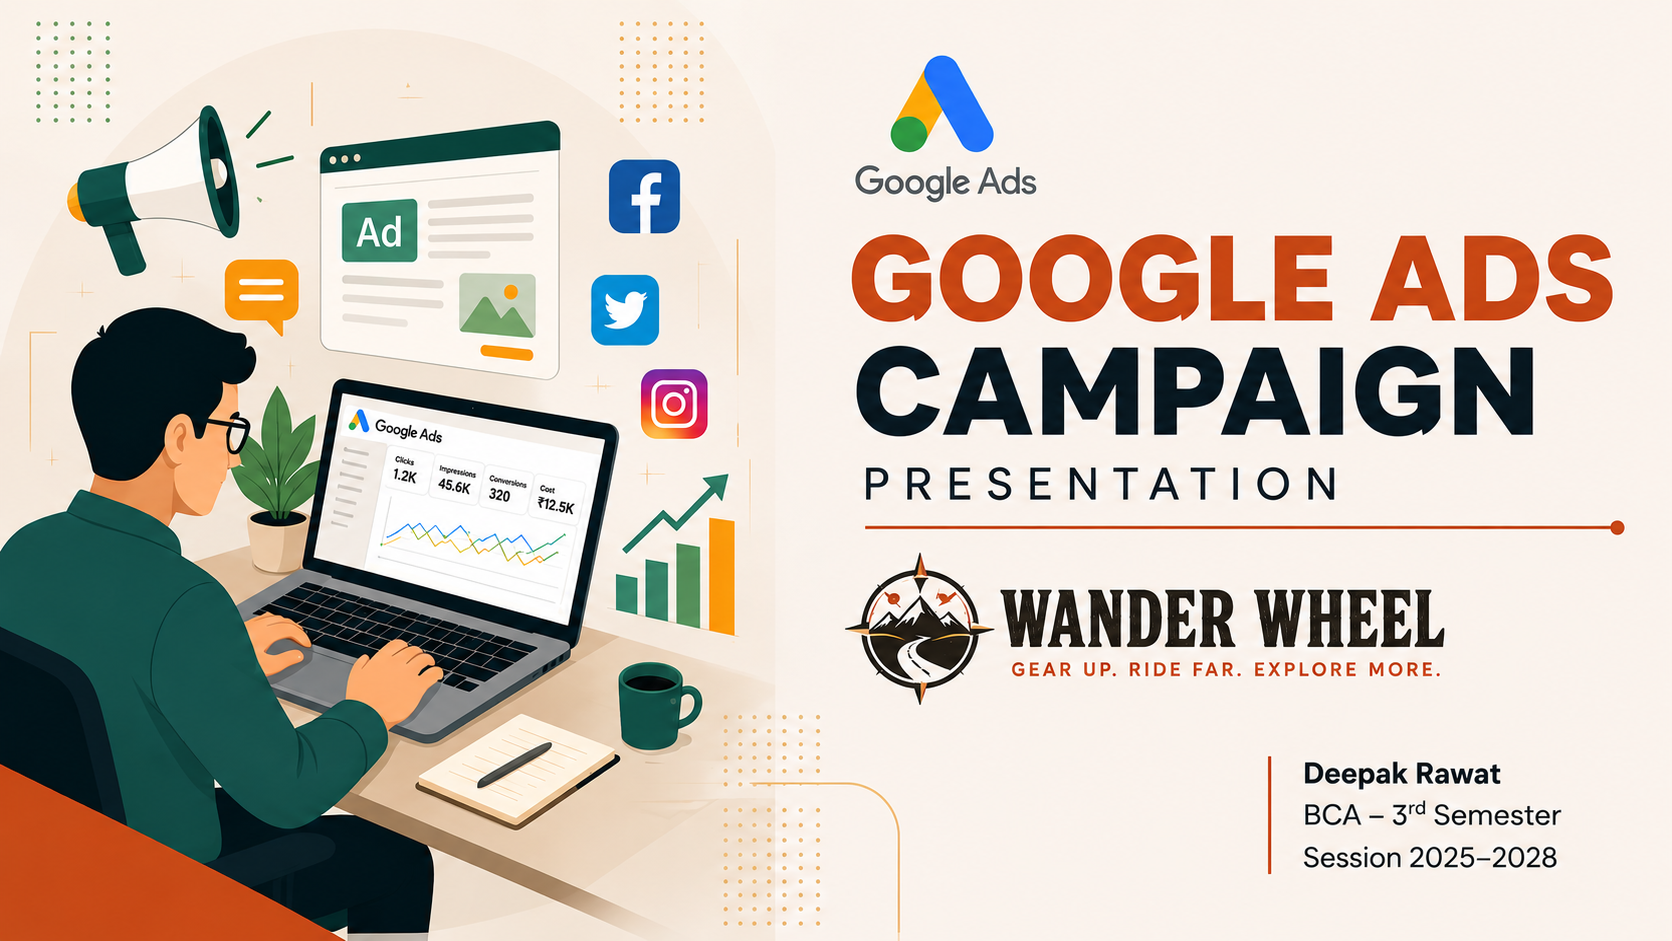 Ad
Google Ads
Clicks
1.2K
Impressions
45.6K
Conversions
320
Cost
₹12.5K
Google Ads
GOOGLE ADS
CAMPAIGN
PRESENTATION
WANDER WHEEL
GEAR UP. RIDE FAR. EXPLORE MORE.
Deepak Rawat
BCA – 3rd Semester
Session 2025–2028